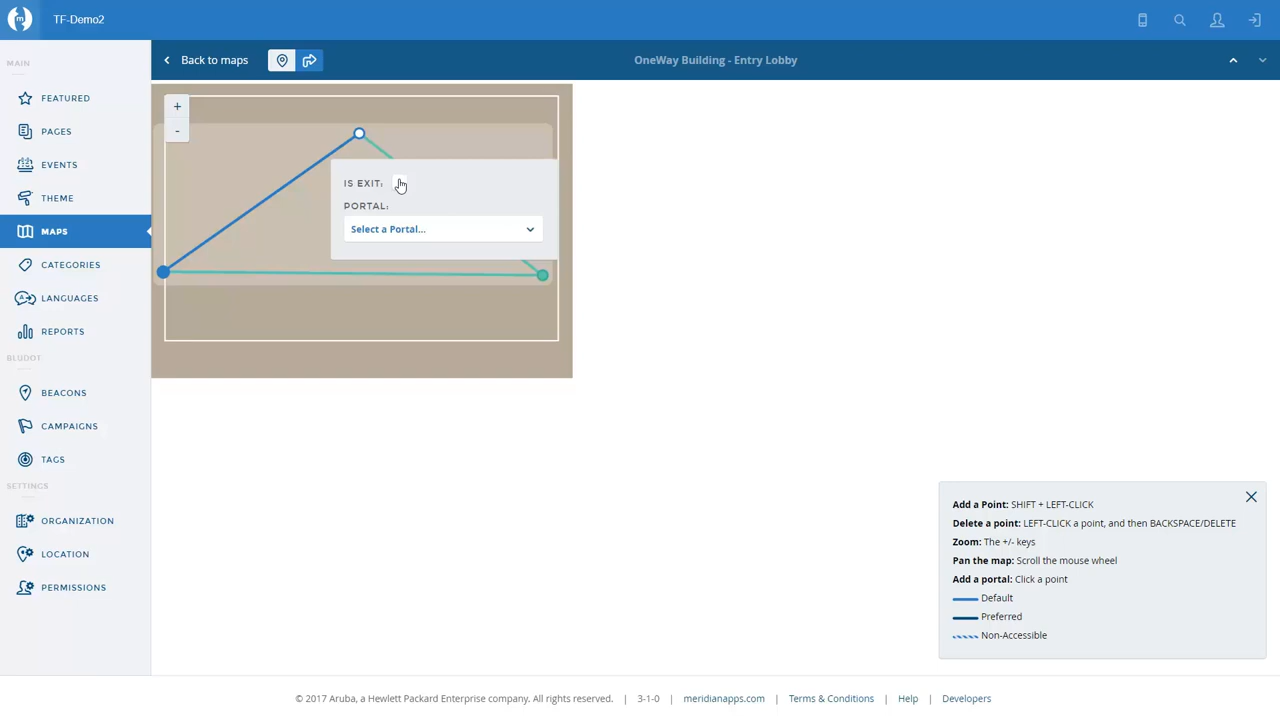 TF-Demo2
MAIN
FEATURED
PAGES
EVENTS
THEME
MAPS
CATEGORIES
LANGUAGES
REPORTS
BLUDOT
BEACONS
CAMPAIGNS
TAGS
SETTINGS
ORGANIZATION
LOCATION
PERMISSIONS
Back to maps
OneWay Building - Entry Lobby
+
-
IS EXIT:
PORTAL:
Select a Portal...
Add a Point: SHIFT + LEFT-CLICK
Delete a point: LEFT-CLICK a point, and then BACKSPACE/DELETE
Zoom: The +/- keys
Pan the map: Scroll the mouse wheel
Add a portal: Click a point
Default
Preferred
Non-Accessible
© 2017 Aruba, a Hewlett Packard Enterprise company. All rights reserved. | 3-1-0 | meridianapps.com | Terms & Conditions | Help | Developers